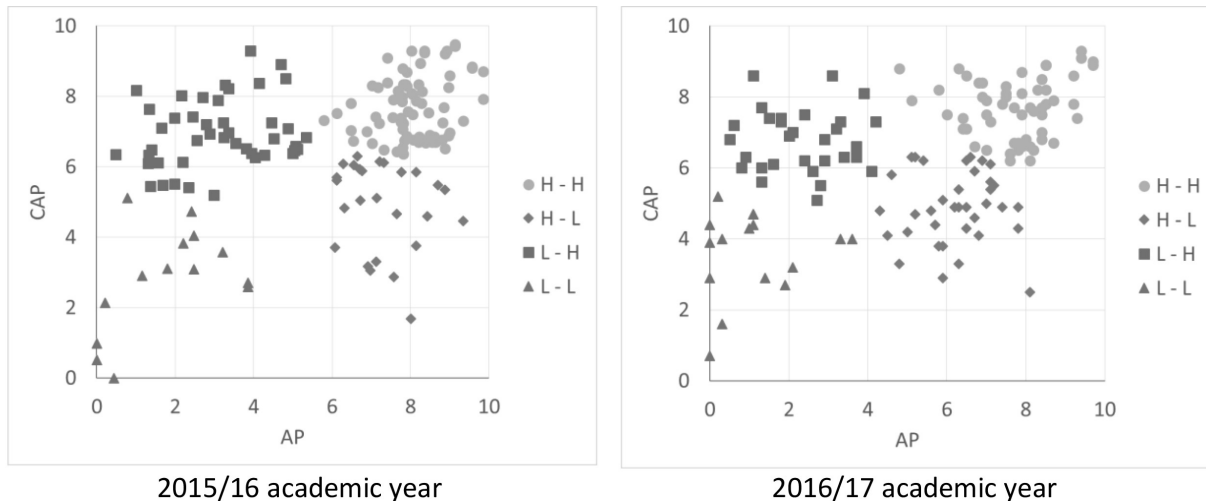 10
8
6
4
2
0
CAP
0 2 4 6 8 10
AP
H - H
H - L
L - H
L - L
2015/16 academic year
10
8
6
4
2
0
CAP
0 2 4 6 8 10
AP
H - H
H - L
L - H
L - L
2016/17 academic year